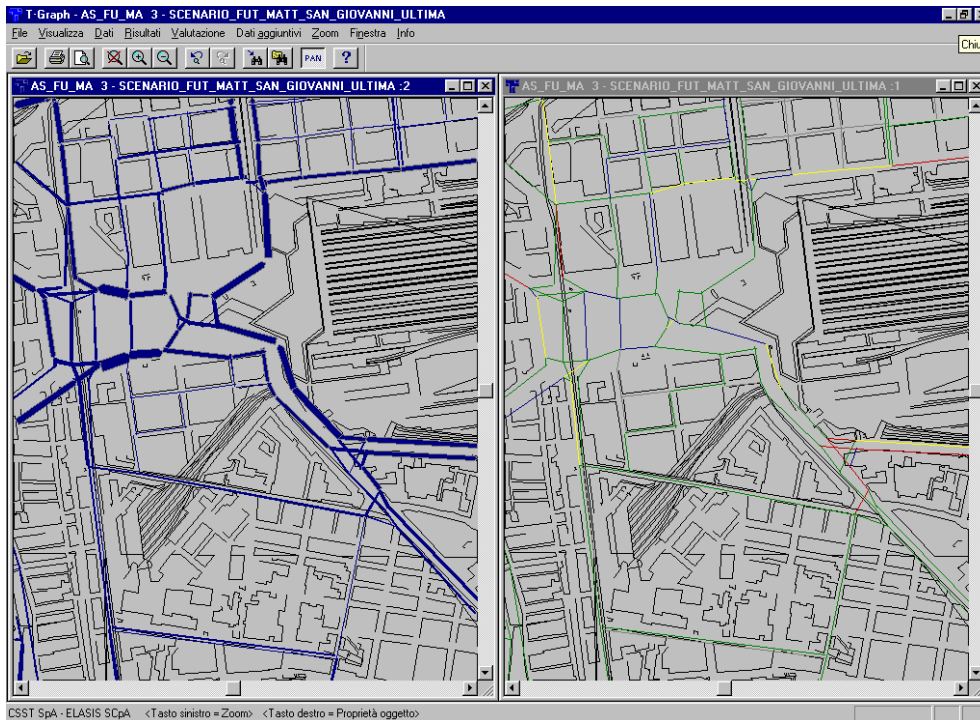 T-Graph - AS_FU_MA 3 - SCENARIO_FUT_MATT_SAN_GIOVANNI_ULTIMA
File Visualizza Dati Risultati Valutazione Dati aggiuntivi Zoom Finestra Info
Chiu
PAN ?
AS_FU_MA 3 - SCENARIO_FUT_MATT_SAN_GIOVANNI_ULTIMA :2
AS_FU_MA 3 - SCENARIO_FUT_MATT_SAN_GIOVANNI_ULTIMA :1
CSST SpA - ELASIS SCpA <Tasto sinistro = Zoom> <Tasto destro = Proprietà oggetto>